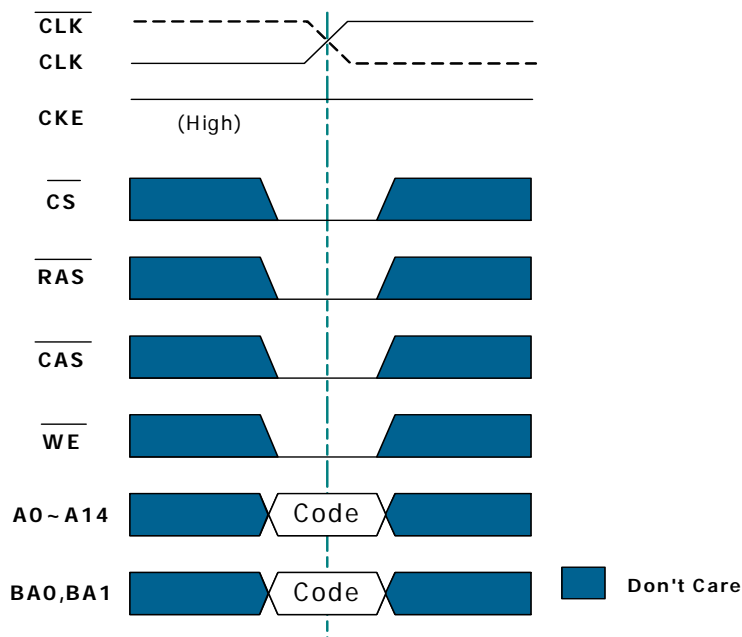 CLK
CLK
CKE
(High)
CS
RAS
CAS
WE
A0~A14
Code
BA0,BA1
Code
Don't Care